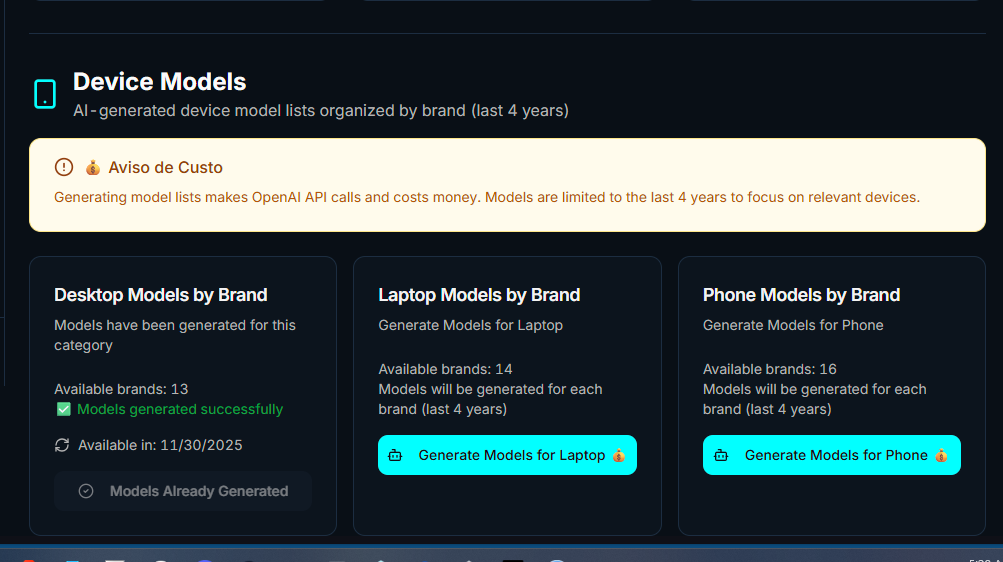 Device Models
AI-generated device model lists organized by brand (last 4 years)
Aviso de Custo
Generating model lists makes OpenAI API calls and costs money. Models are limited to the last 4 years to focus on relevant devices.
Desktop Models by Brand
Models have been generated for this
category
Available brands: 13
Models generated successfully
Available in: 11/30/2025
Models Already Generated
Laptop Models by Brand
Generate Models for Laptop
Available brands: 14
Models will be generated for each
brand (last 4 years)
Generate Models for Laptop
Phone Models by Brand
Generate Models for Phone
Available brands: 16
Models will be generated for each
brand (last 4 years)
Generate Models for Phone